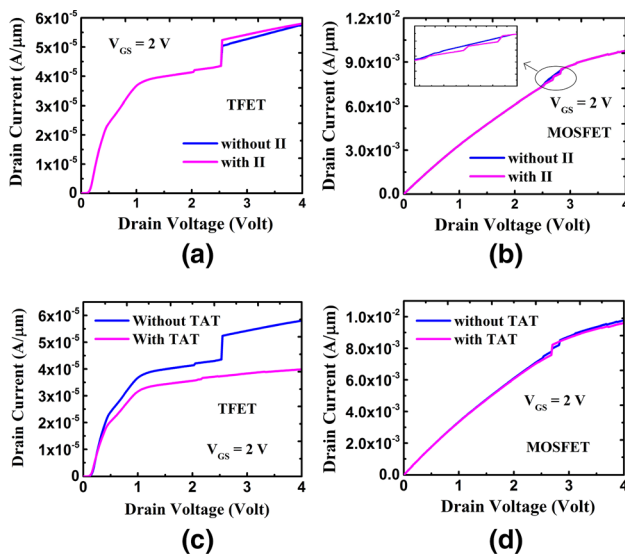 Drain Current (A/μm)
6x10⁻⁵
5x10⁻⁵
4x10⁻⁵
3x10⁻⁵
2x10⁻⁵
1x10⁻⁵
0
V_GS = 2 V
TFET
without II
with II
0 1 2 3 4
Drain Voltage (Volt)
(a)
Drain Current (A/μm)
1.2x10⁻²
9.0x10⁻³
6.0x10⁻³
3.0x10⁻³
0.0
V_GS = 2 V
MOSFET
without II
with II
0 1 2 3 4
Drain Voltage (Volt)
(b)
Drain Current (A/μm)
6x10⁻⁵
5x10⁻⁵
4x10⁻⁵
3x10⁻⁵
2x10⁻⁵
1x10⁻⁵
0
Without TAT
With TAT
TFET
V_GS = 2 V
0 1 2 3 4
Drain Voltage (Volt)
(c)
Drain Current (A/μm)
1.0x10⁻²
8.0x10⁻³
6.0x10⁻³
4.0x10⁻³
2.0x10⁻³
0.0
without TAT
with TAT
V_GS = 2 V
MOSFET
0 1 2 3 4
Drain Voltage (Volt)
(d)